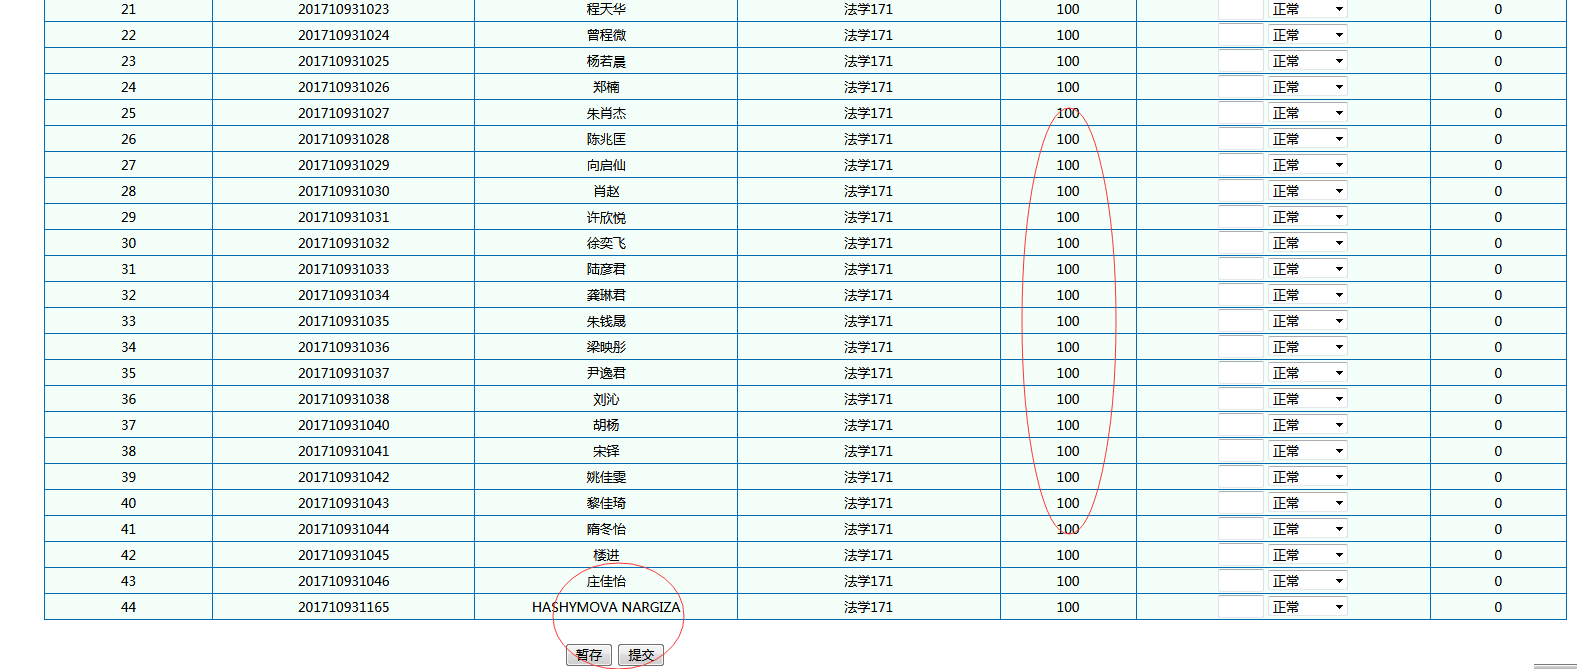 21 201710931023 程天华 法学171 100 正常 0
22 201710931024 曾程微 法学171 100 正常 0
23 201710931025 杨若晨 法学171 100 正常 0
24 201710931026 郑楠 法学171 100 正常 0
25 201710931027 朱肖杰 法学171 100 正常 0
26 201710931028 陈兆匡 法学171 100 正常 0
27 201710931029 向启仙 法学171 100 正常 0
28 201710931030 肖赵 法学171 100 正常 0
29 201710931031 许欣悦 法学171 100 正常 0
30 201710931032 徐奕飞 法学171 100 正常 0
31 201710931033 陆彦君 法学171 100 正常 0
32 201710931034 龚琳君 法学171 100 正常 0
33 201710931035 朱钱晟 法学171 100 正常 0
34 201710931036 梁映彤 法学171 100 正常 0
35 201710931037 尹逸君 法学171 100 正常 0
36 201710931038 刘沁 法学171 100 正常 0
37 201710931040 胡杨 法学171 100 正常 0
38 201710931041 宋铎 法学171 100 正常 0
39 201710931042 姚佳雯 法学171 100 正常 0
40 201710931043 黎佳琦 法学171 100 正常 0
41 201710931044 隋冬怡 法学171 100 正常 0
42 201710931045 楼进 法学171 100 正常 0
43 201710931046 庄佳怡 法学171 100 正常 0
44 201710931165 HASHYMOVA NARGIZA 法学171 100 正常 0
暂存 提交